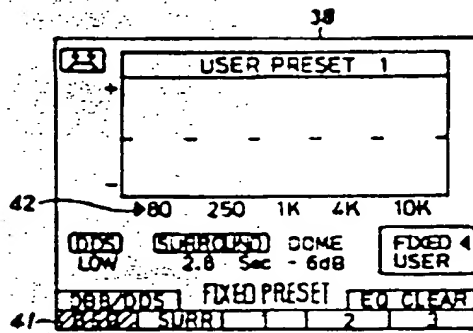 38
USER PRESET 1
+
-
42
80 250 1K 4K 10K
DDS SURROUND DOME FIXED
LOW 2.8 Sec - 6dB USER
DBB/DDS FIXED PRESET EQ CLEAR
41 SURR 1 2 3